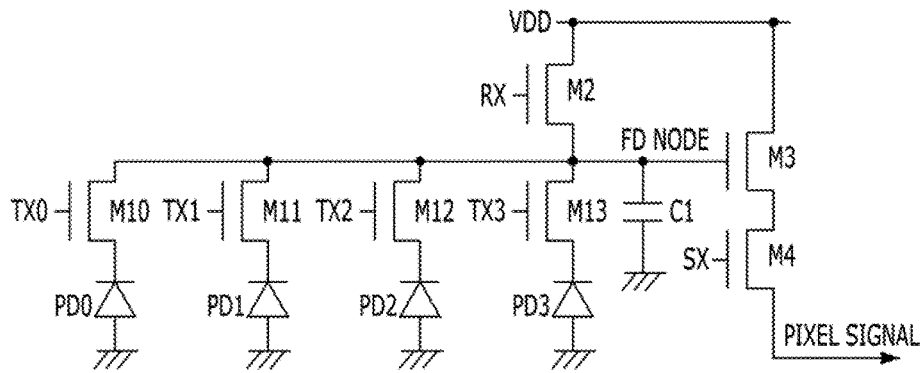 VDD
RX
M2
FD NODE
M3
TX0
M10
TX1
M11
TX2
M12
TX3
M13
C1
SX
M4
PD0
PD1
PD2
PD3
PIXEL SIGNAL